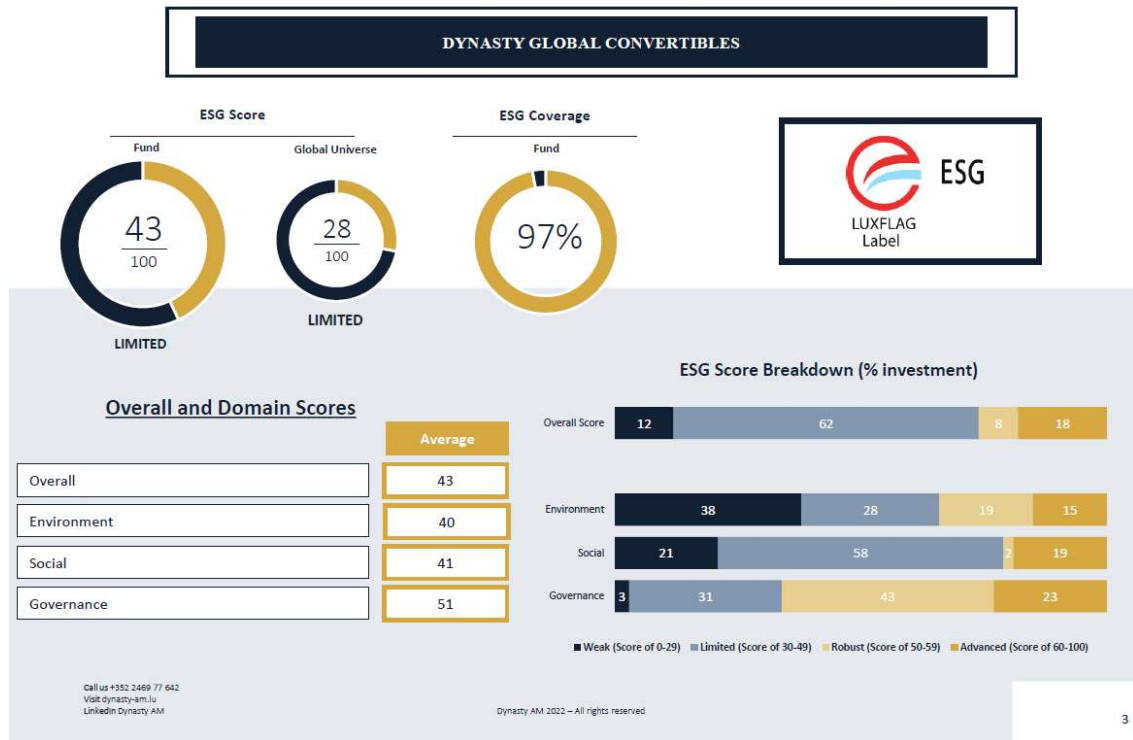 DYNASTY GLOBAL CONVERTIBLES
ESG Score
ESG Coverage
Fund
Global Universe
Fund
43
100
28
100
97%
ESG
LUXFLAG
Label
LIMITED
LIMITED
ESG Score Breakdown (% investment)
Overall and Domain Scores
Average
Overall 43
Environment 40
Social 41
Governance 51
Overall Score 12 62 8 18
Environment 38 28 19 15
Social 21 58 2 19
Governance 3 31 43 23
Weak (Score of 0-29) Limited (Score of 30-49) Robust (Score of 50-59) Advanced (Score of 60-100)
Call us +352 2469 77 642
Visit dynasty-am.lu
LinkedIn Dynasty AM
Dynasty AM 2022 – All rights reserved
3